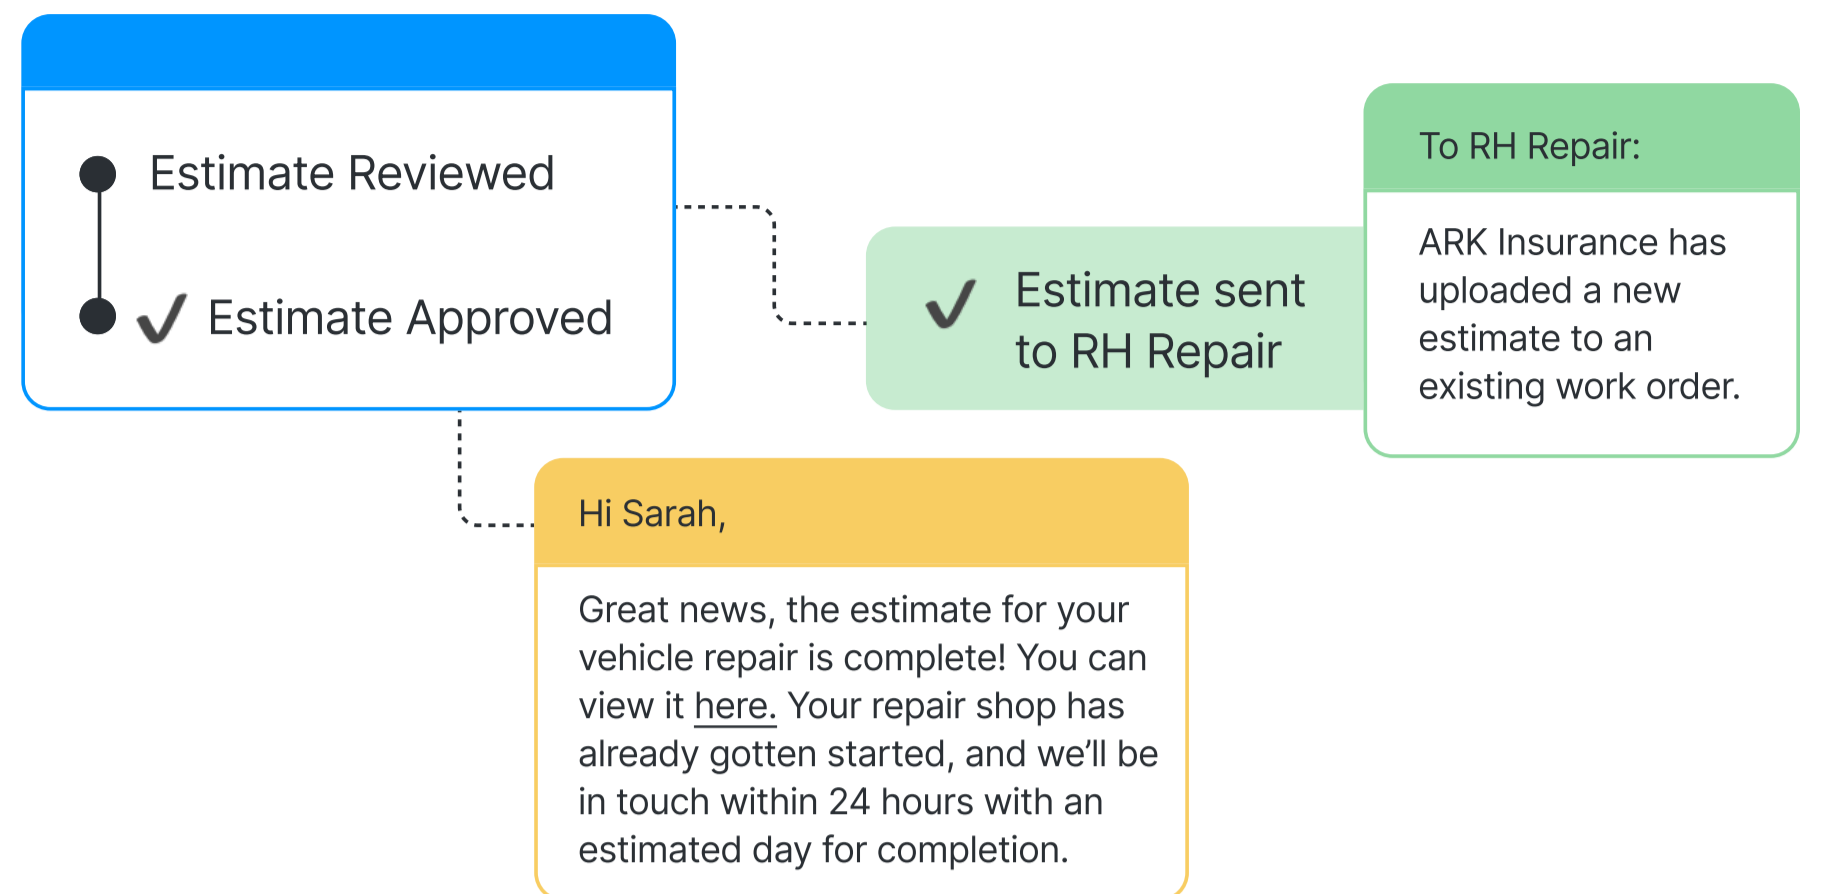 Estimate Reviewed
✔ Estimate Approved
✔ Estimate sent
to RH Repair
To RH Repair:
ARK Insurance has
uploaded a new
estimate to an
existing work order.
Hi Sarah,
Great news, the estimate for your
vehicle repair is complete! You can
view it here. Your repair shop has
already gotten started, and we’ll be
in touch within 24 hours with an
estimated day for completion.